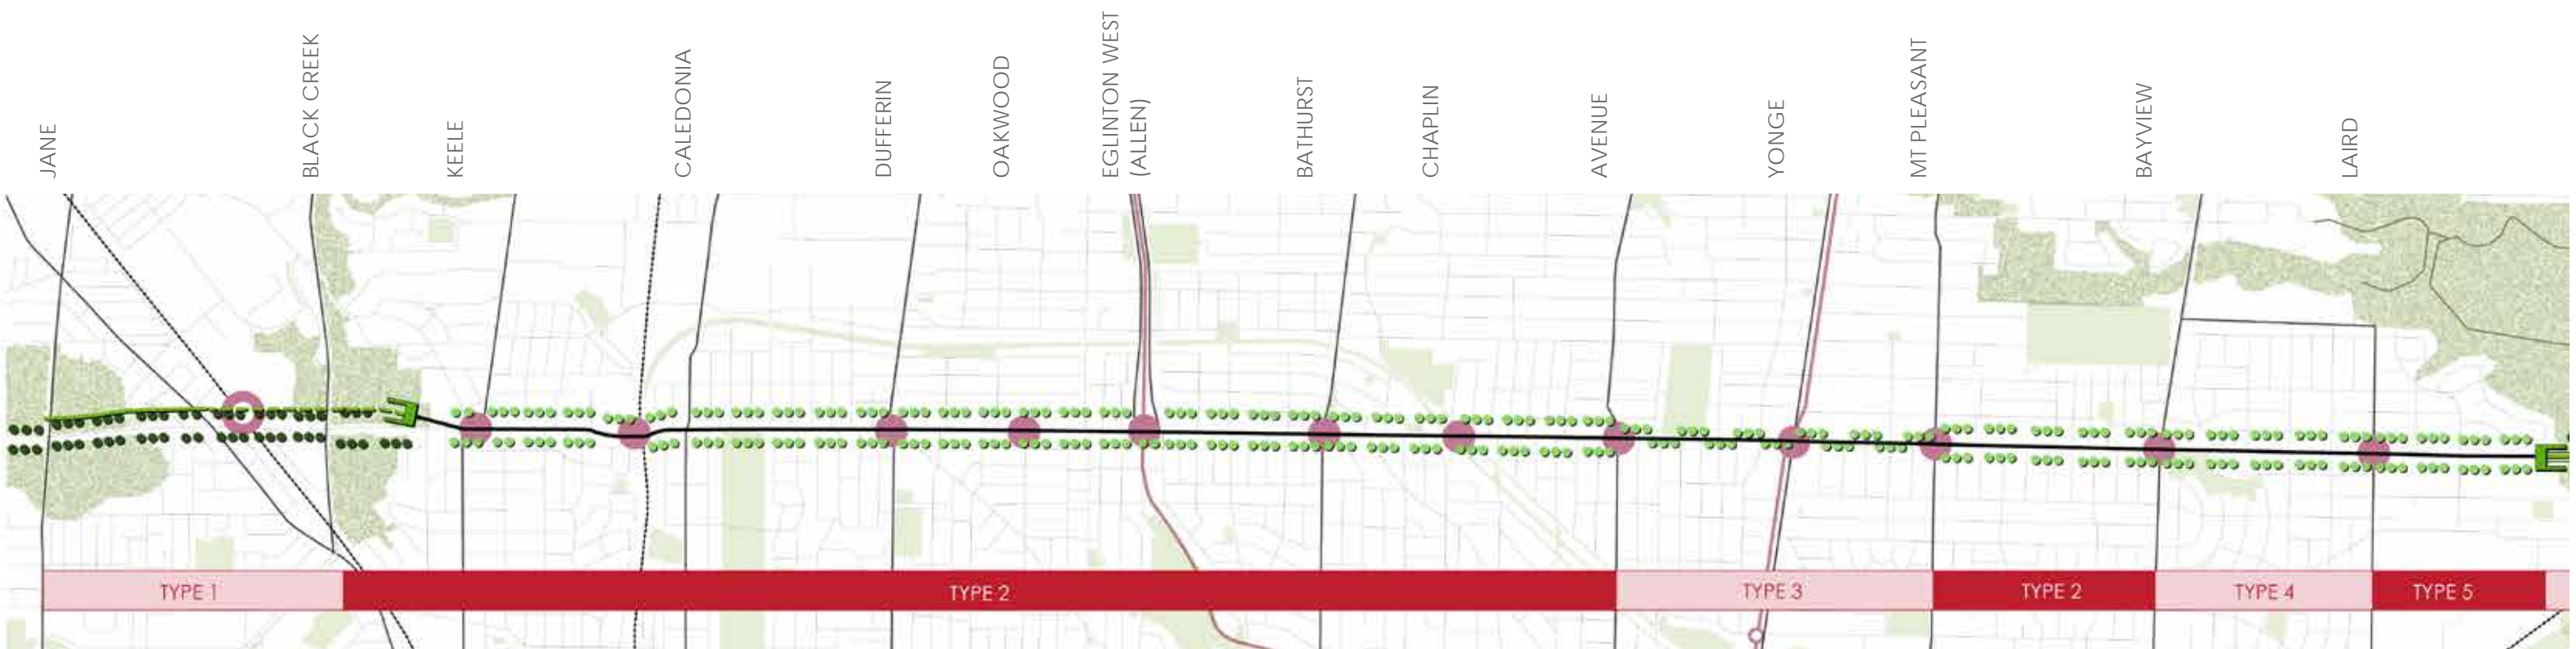 JANE
BLACK CREEK
KEELE
CALEDONIA
DUFFERIN
OAKWOOD
EGLINTON WEST
(ALLEN)
BATHURST
CHAPLIN
AVENUE
YONGE
MT PLEASANT
BAYVIEW
LAIRD
TYPE 1
TYPE 2
TYPE 3
TYPE 2
TYPE 4
TYPE 5